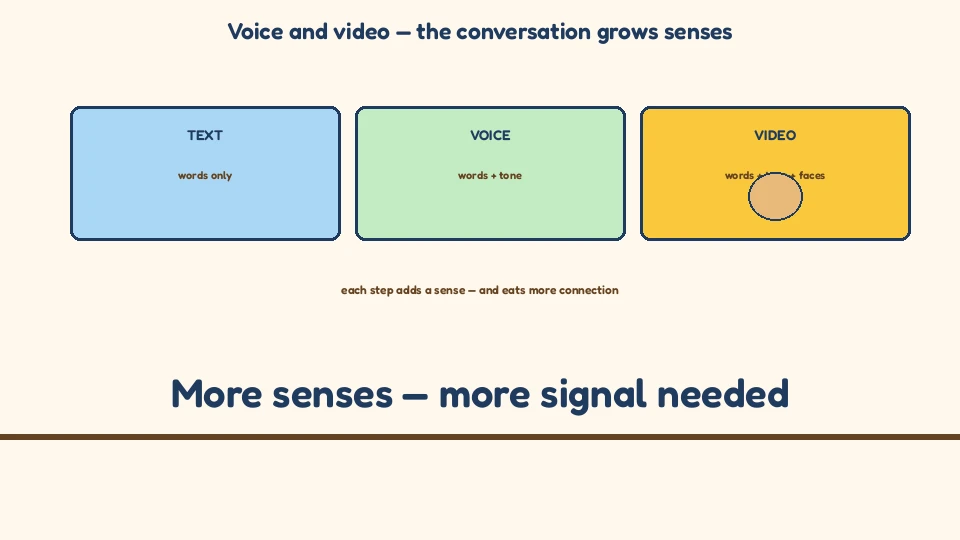 Voice and video — the conversation grows senses
TEXT
words only
VOICE
words + tone
VIDEO
words + + faces
each step adds a sense — and eats more connection
More senses — more signal needed